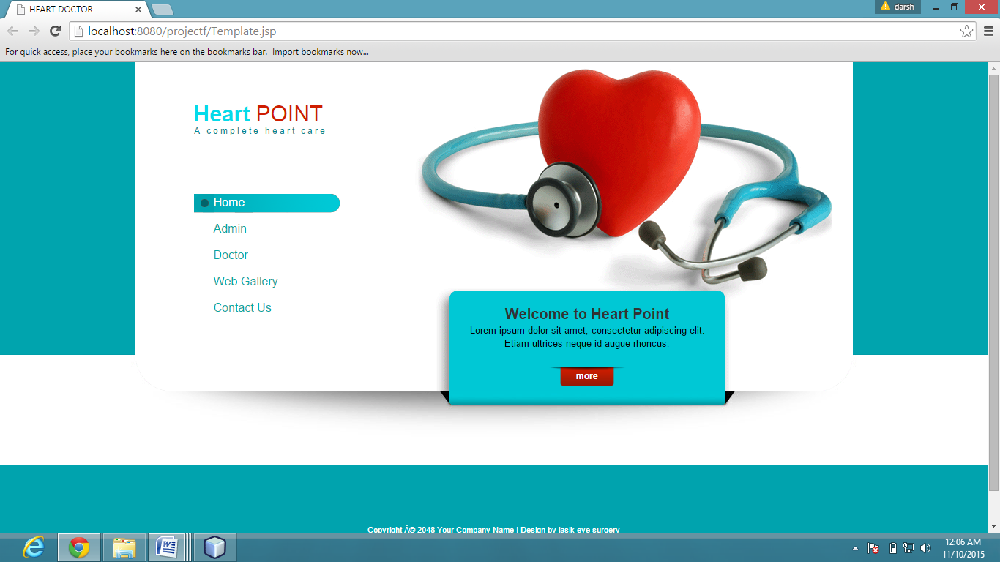 HEART DOCTOR
darsh
localhost:8080/projectf/Template.jsp
For quick access, place your bookmarks here on the bookmarks bar. Import bookmarks now...
Heart POINT
A complete heart care
Home
Admin
Doctor
Web Gallery
Contact Us
Welcome to Heart Point
Lorem ipsum dolor sit amet, consectetur adipiscing elit.
Etiam ultrices neque id augue rhoncus.
more
Copyright Â© 2048 Your Company Name | Design by lasik eye surgery
12:06 AM
11/10/2015